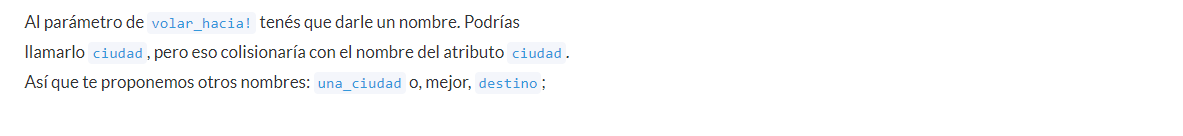 Al parámetro de volar_hacia! tenés que darle un nombre. Podrías
llamarlo ciudad, pero eso colisionaría con el nombre del atributo ciudad.
Así que te proponemos otros nombres: una_ciudad o, mejor, destino;